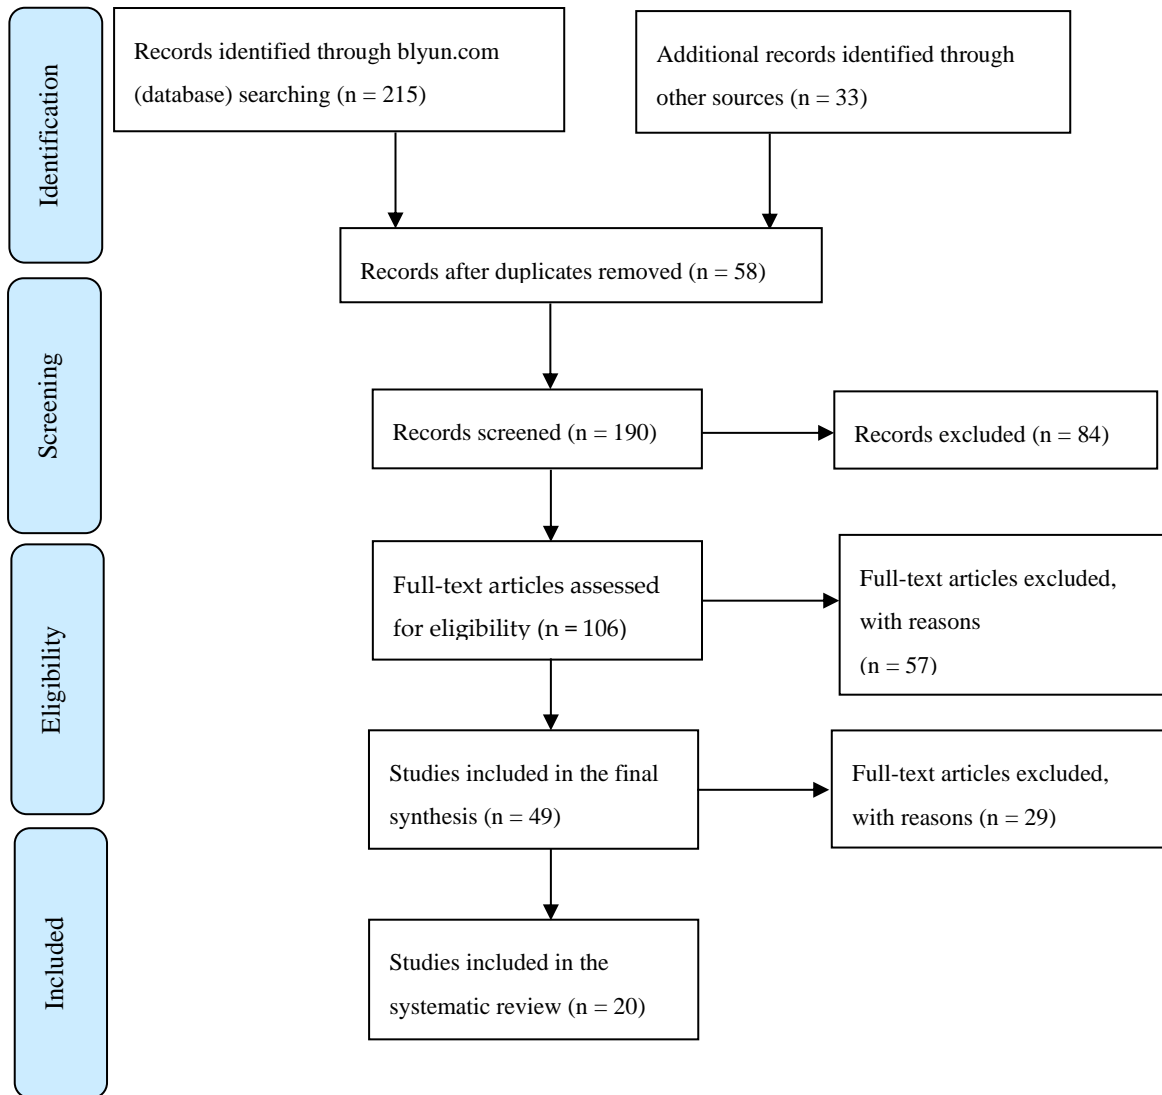 Identification
Records identified through blyun.com
(database) searching (n = 215)
Additional records identified through
other sources (n = 33)
Records after duplicates removed (n = 58)
Screening
Records screened (n = 190)
Records excluded (n = 84)
Eligibility
Full-text articles assessed
for eligibility (n = 106)
Full-text articles excluded,
with reasons
(n = 57)
Studies included in the final
synthesis (n = 49)
Full-text articles excluded,
with reasons (n = 29)
Included
Studies included in the
systematic review (n = 20)